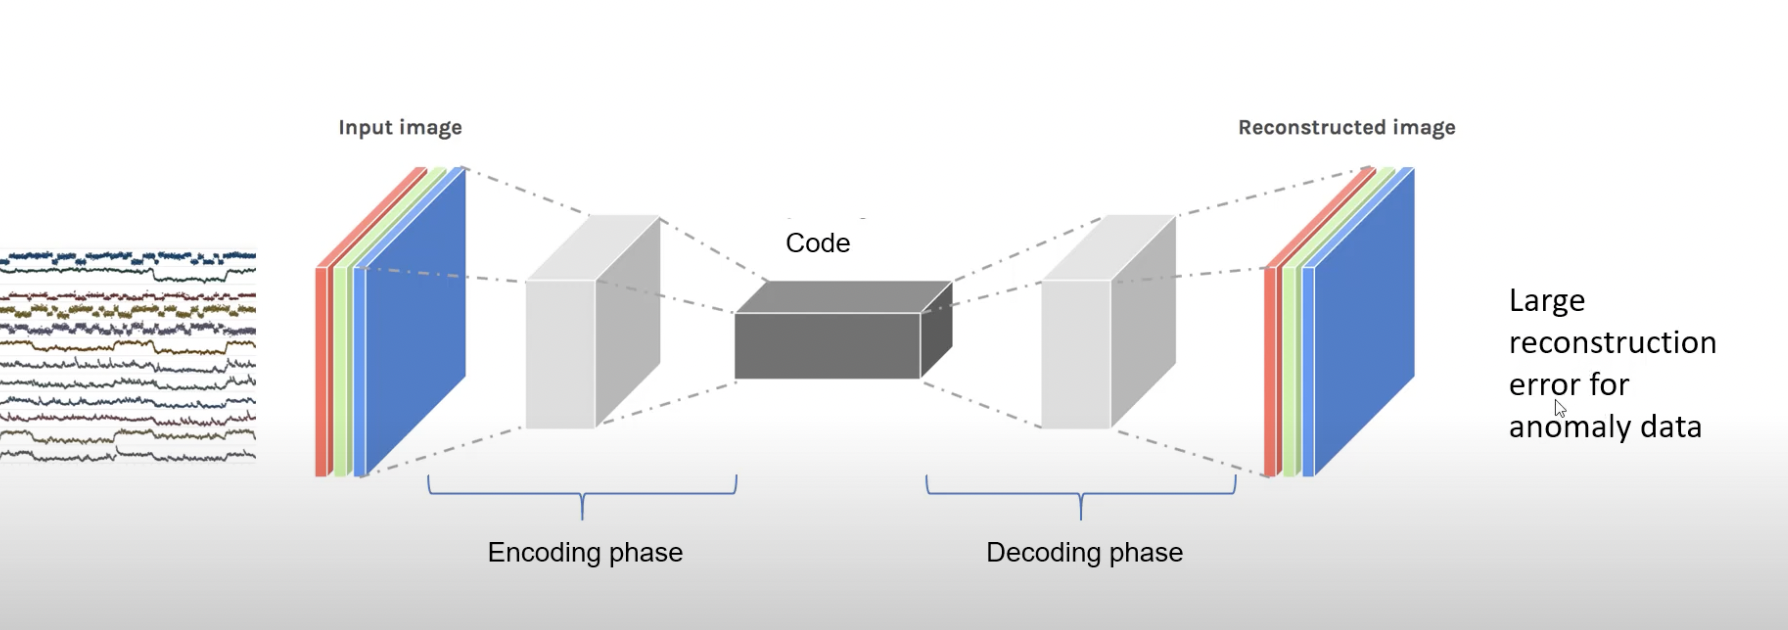 Input image
Reconstructed image
Code
Large
reconstruction
error for
anomaly data
Encoding phase
Decoding phase